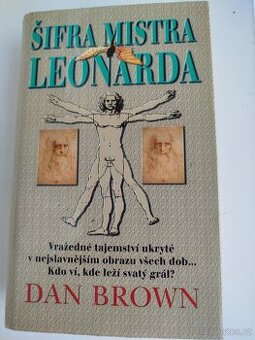 ŠIFRA MISTRA
LEONARDA
Vražedné tajemství ukryté
v nejslavnějším obrazu všech dob...
Kdo ví, kde leží svatý grál?
DAN BROWN